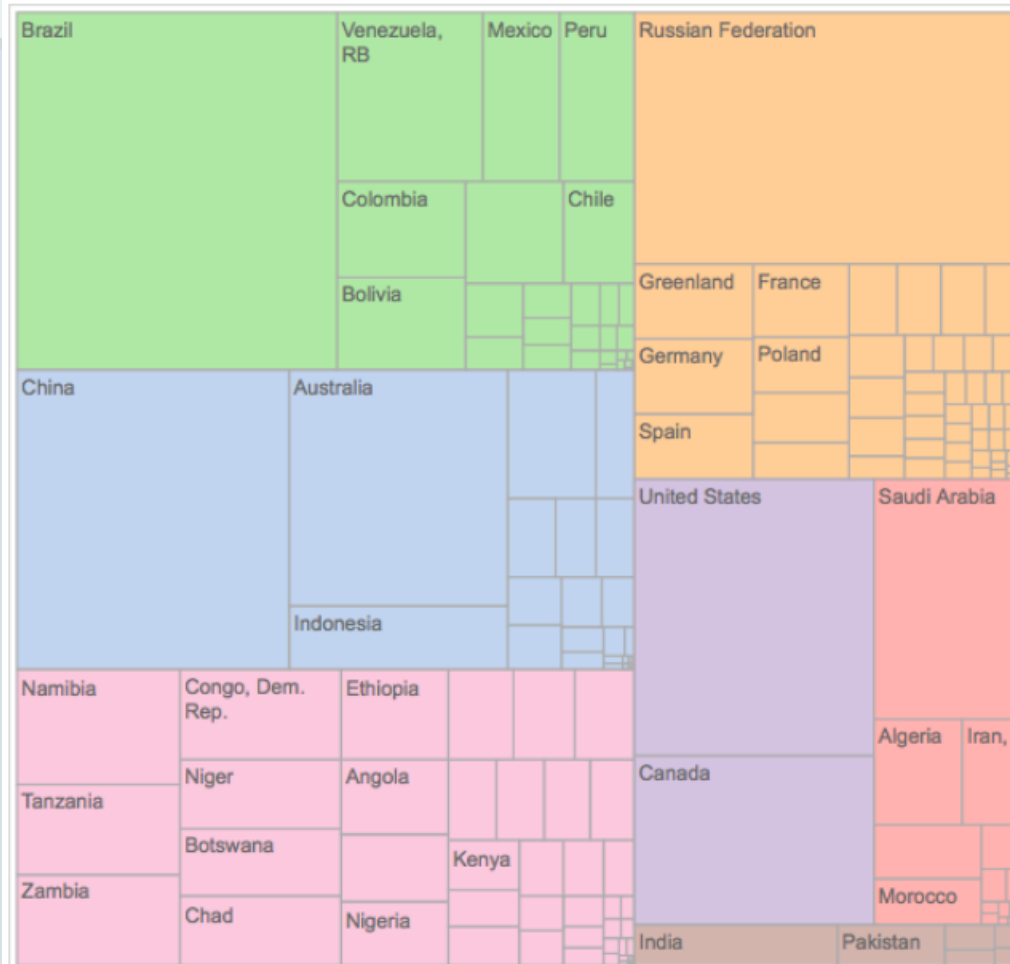 Brazil
Venezuela,
RB
Mexico
Peru
Colombia
Chile
Bolivia
Russian Federation
Greenland
France
Germany
Poland
Spain
China
Australia
Indonesia
United States
Saudi Arabia
Canada
Algeria
Iran,
Morocco
Namibia
Congo, Dem.
Rep.
Ethiopia
Niger
Angola
Tanzania
Botswana
Kenya
Zambia
Chad
Nigeria
India
Pakistan